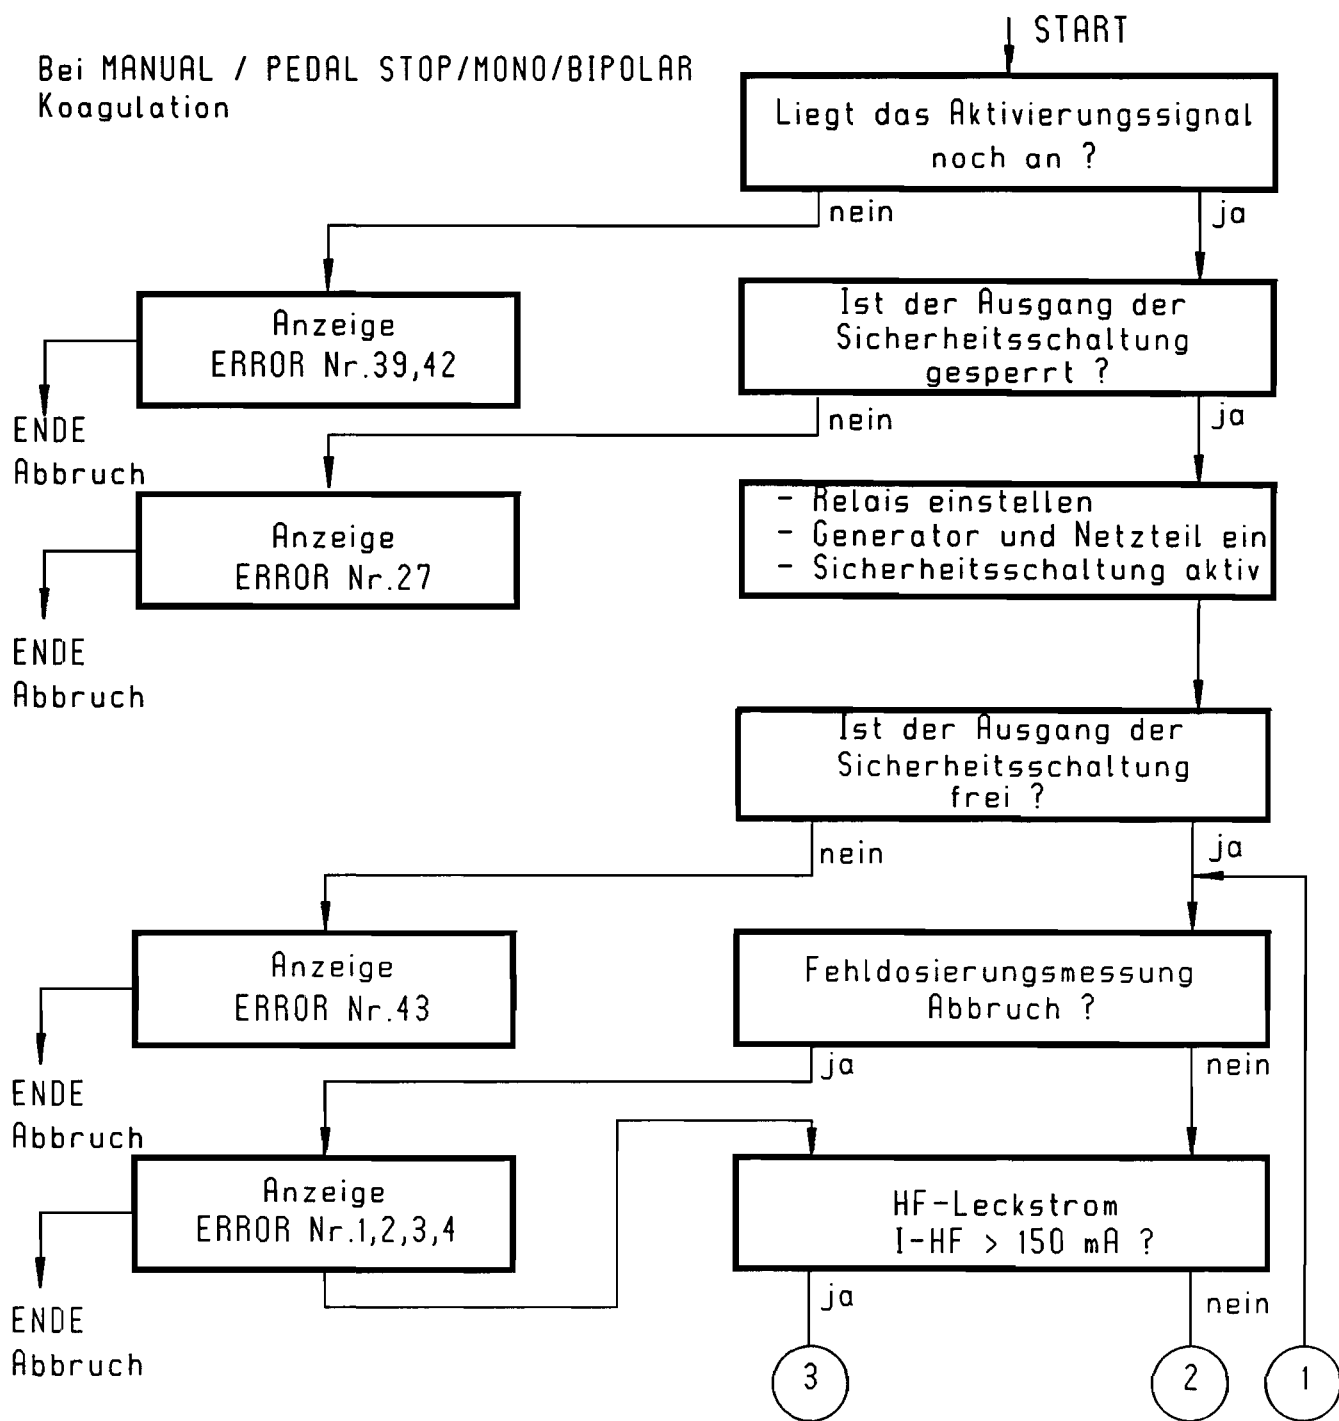 START
Bei MANUAL / PEDAL STOP/MONO/BIPOLAR
Koagulation
Liegt das Aktivierungssignal
noch an ?
nein
ja
Anzeige
ERROR Nr.39,42
Ist der Ausgang der
Sicherheitsschaltung
gesperrt ?
ENDE
Abbruch
nein
ja
Anzeige
ERROR Nr.27
- Relais einstellen
- Generator und Netzteil ein
- Sicherheitsschaltung aktiv
ENDE
Abbruch
Ist der Ausgang der
Sicherheitsschaltung
frei ?
nein
ja
Anzeige
ERROR Nr.43
Fehldosierungsmessung
Abbruch ?
ENDE
Abbruch
ja
nein
Anzeige
ERROR Nr.1,2,3,4
HF-Leckstrom
I-HF > 150 mA ?
ENDE
Abbruch
ja
nein
3
2
1